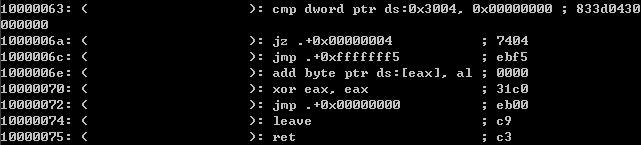 10000063: (                    ): cmp dword ptr ds:0x3004, 0x00000000 ; 833d0430
000000
1000006a: (                    ): jz .+0x00000004             ; 7404
1000006c: (                    ): jmp .+0xfffffff5            ; ebf5
1000006e: (                    ): add byte ptr ds:[eax], al ; 0000
10000070: (                    ): xor eax, eax                ; 31c0
10000072: (                    ): jmp .+0x00000000            ; eb00
10000074: (                    ): leave                       ; c9
10000075: (                    ): ret                         ; c3